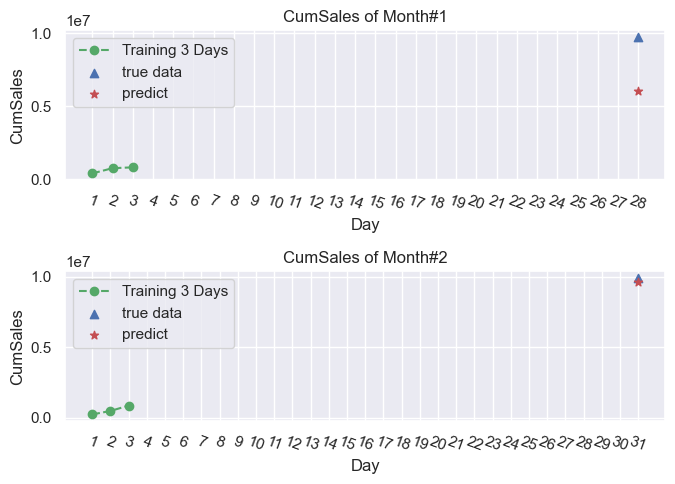 CumSales of Month#1
1e7
1.0
0.5
0.0
CumSales
Training 3 Days
true data
predict
1 2 3 4 5 6 7 8 9 10 11 12 13 14 15 16 17 18 19 20 21 22 23 24 25 26 27 28
Day
CumSales of Month#2
1e7
1.0
0.5
0.0
CumSales
Training 3 Days
true data
predict
1 2 3 4 5 6 7 8 9 10 11 12 13 14 15 16 17 18 19 20 21 22 23 24 25 26 27 28 29 30 31
Day